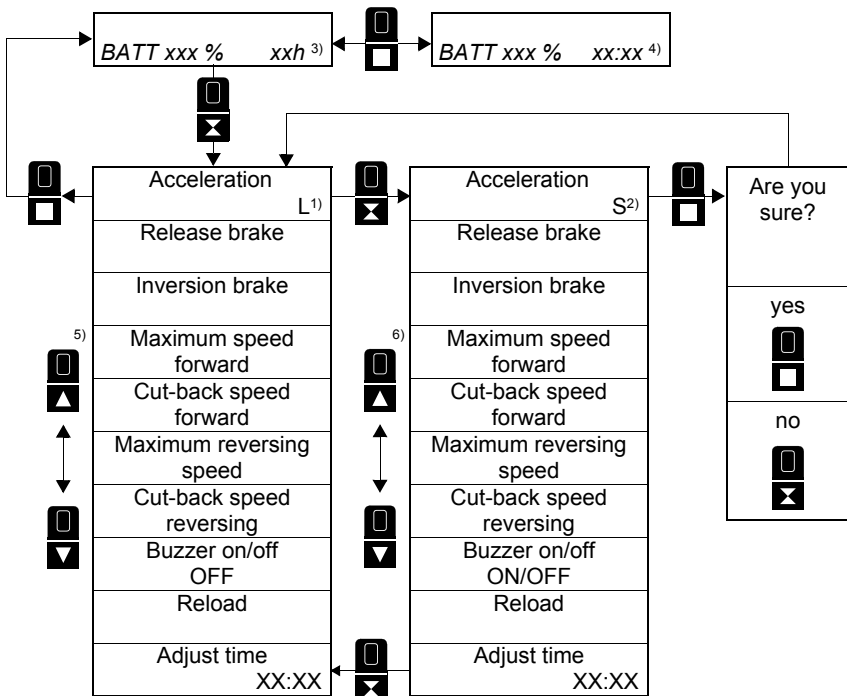 BATT xxx % xxh 3)
BATT xxx % xx:xx 4)
Acceleration
L1)
Release brake
Inversion brake
5)
Maximum speed
forward
Cut-back speed
forward
Maximum reversing
speed
Cut-back speed
reversing
Buzzer on/off
OFF
Reload
Adjust time
XX:XX
Acceleration
S2)
Release brake
Inversion brake
6)
Maximum speed
forward
Cut-back speed
forward
Maximum reversing
speed
Cut-back speed
reversing
Buzzer on/off
ON/OFF
Reload
Adjust time
XX:XX
Are you
sure?
yes
no